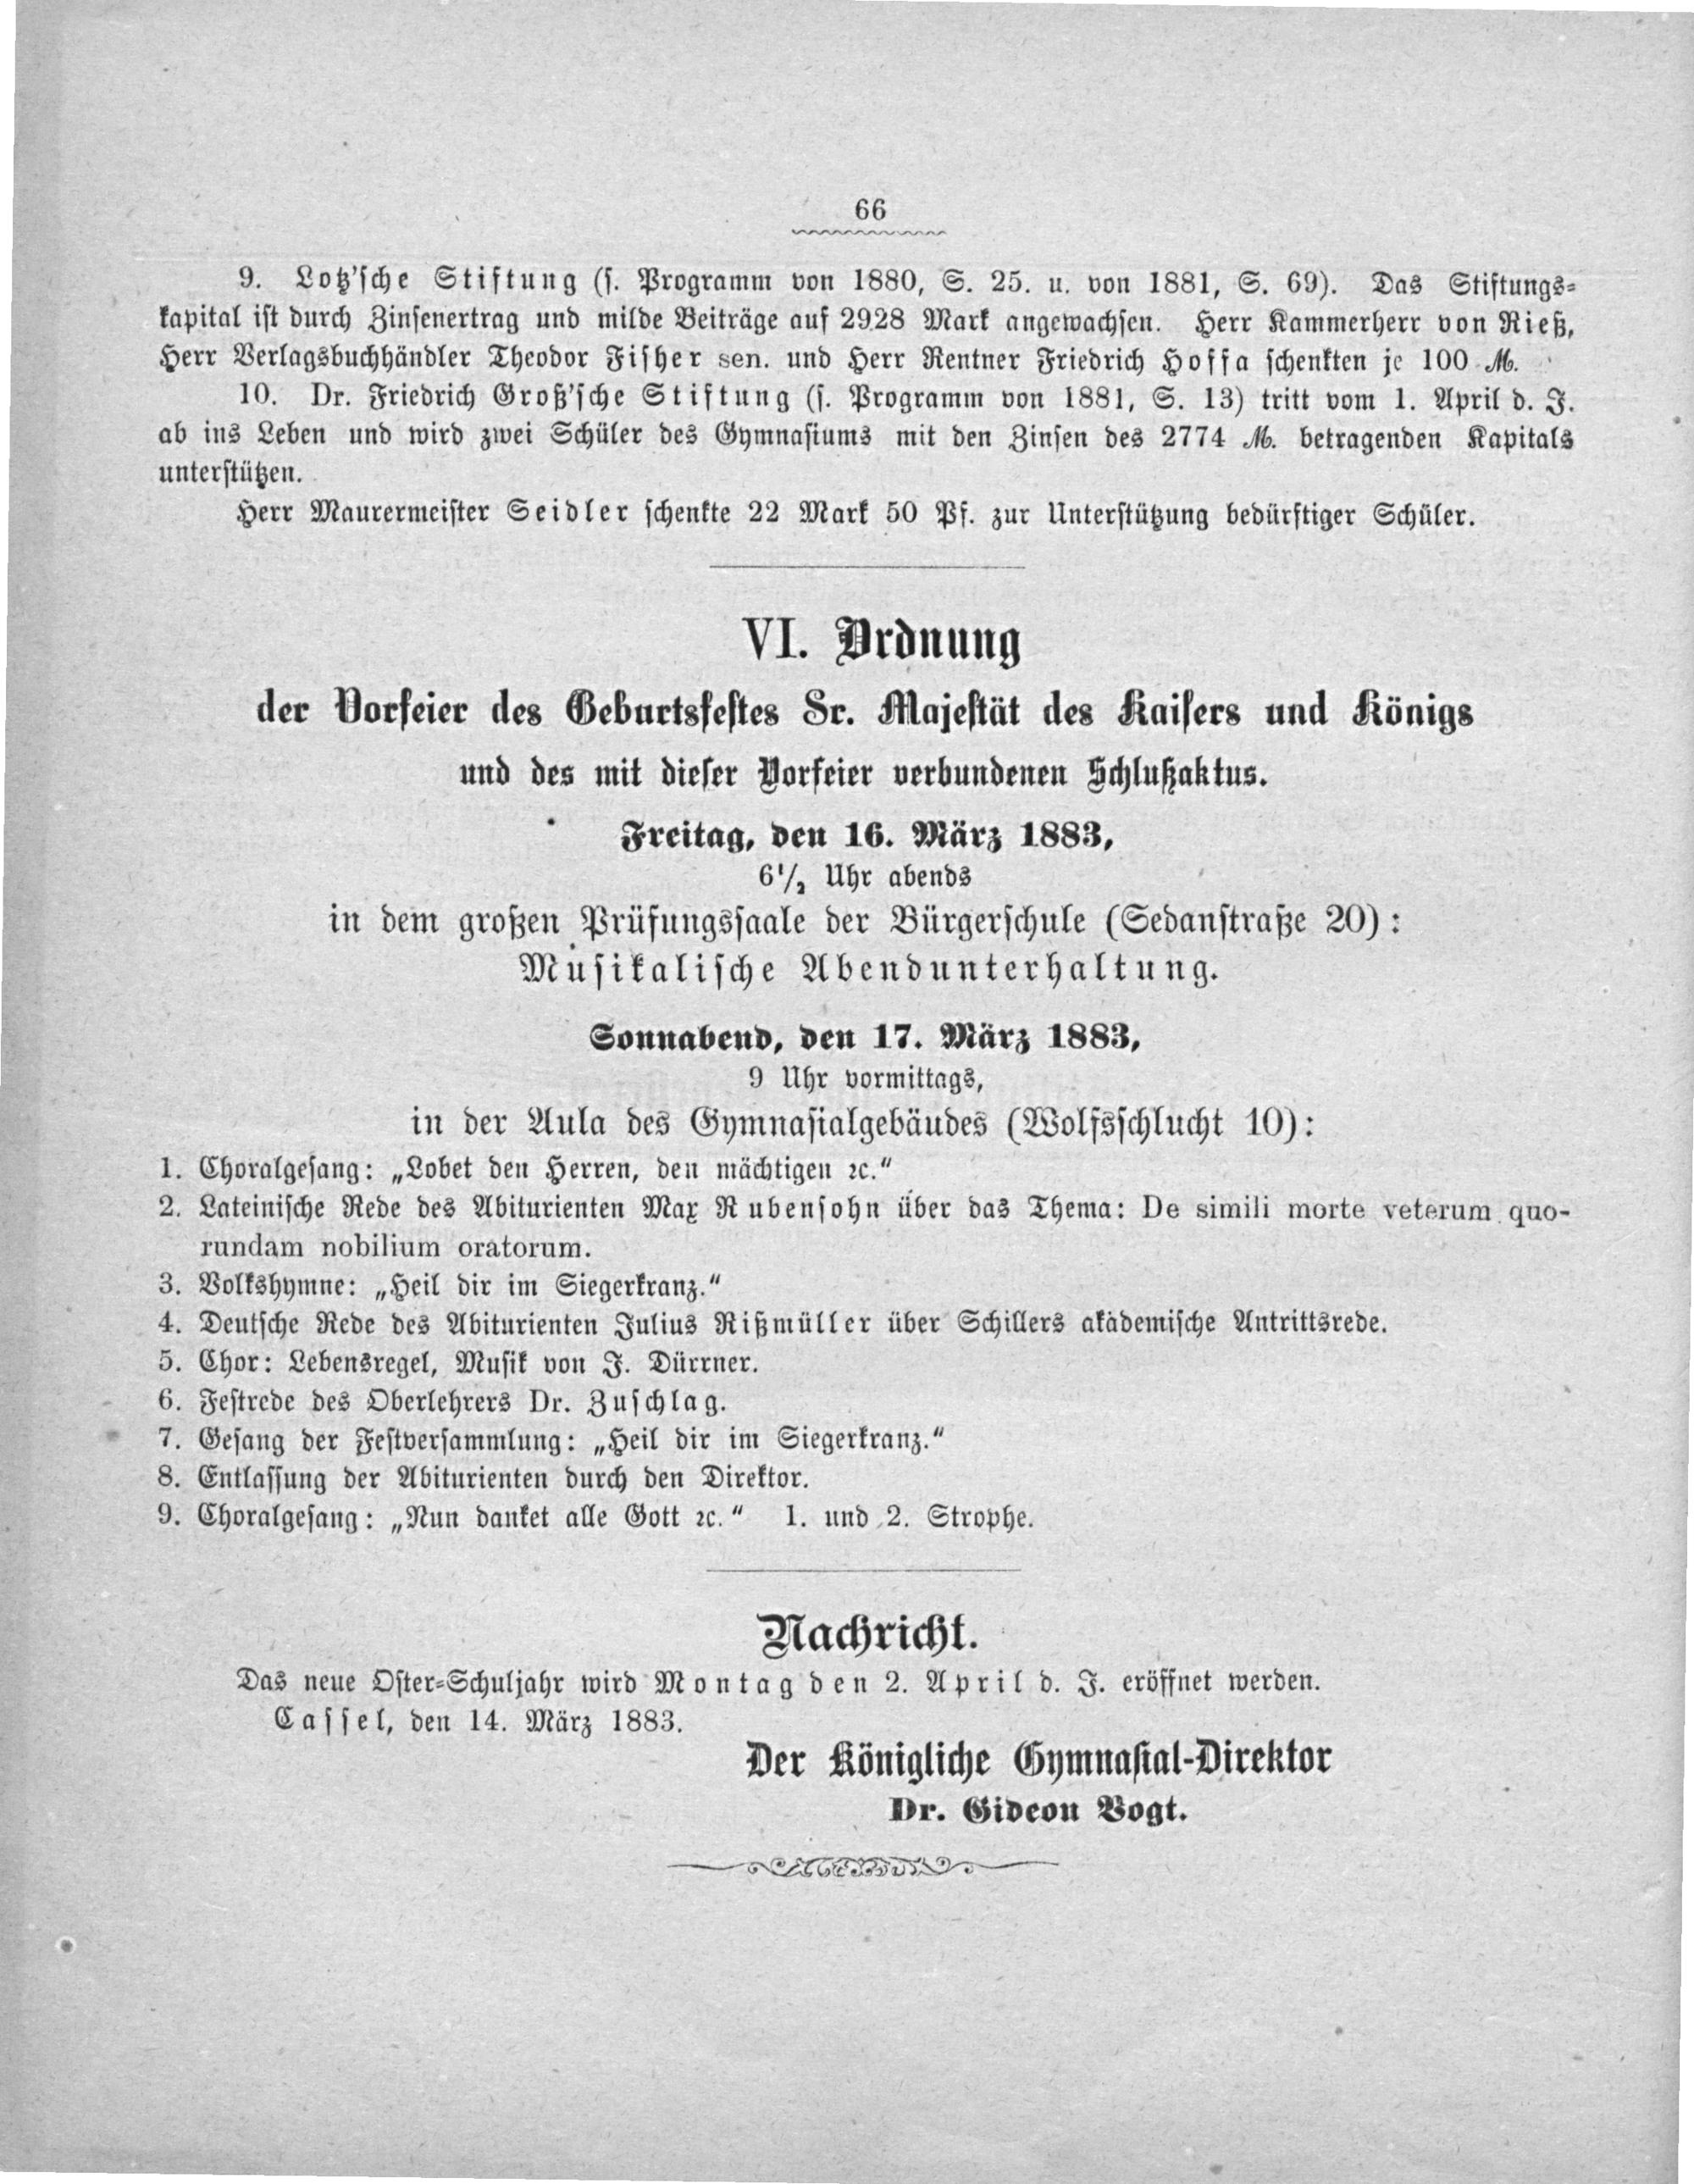 66
9. Lotz'sche Stiftung (s. Programm von 1880, S. 25. u. von 1881, S. 69). Das Stiftungs-
kapital ist durch Zinsenertrag und milde Beiträge auf 2928 Mark angewachsen. Herr Kammerherr von Rieß,
Herr Verlagsbuchhändler Theodor Fisher sen. und Herr Rentner Friedrich Hoffa schenkten je 100 M.
10. Dr. Friedrich Groß'sche Stiftung (s. Programm von 1881, S. 13) tritt vom 1. April d. J.
ab ins Leben und wird zwei Schüler des Gymnasiums mit den Zinsen des 2774 M. betragenden Kapitals
unterstützen.
Herr Maurermeister Seidler schenkte 22 Mark 50 Pf. zur Unterstützung bedürftiger Schüler.
VI. Ordnung
der Vorfeier des Geburtsfestes Sr. Majestät des Kaisers und Königs
und des mit dieser Vorfeier verbundenen Schlußaktus.
Freitag, den 16. März 1883,
6 1/2 Uhr abends
in dem großen Prüfungssaale der Bürgerschule (Sedanstraße 20):
Musikalische Abendunterhaltung.
Sonnabend, den 17. März 1883,
9 Uhr vormittags,
in der Aula des Gymnasialgebäudes (Wolfsschlucht 10):
1. Choralgesang: „Lobet den Herren, den mächtigen ꝛc."
2. Lateinische Rede des Abiturienten Max Rubensohn über das Thema: De simili morte veterum quo-
rundam nobilium oratorum.
3. Volkshymne: „Heil dir im Siegerkranz."
4. Deutsche Rede des Abiturienten Julius Rißmüller über Schillers akademische Antrittsrede.
5. Chor: Lebensregel, Musik von J. Dürrner.
6. Festrede des Oberlehrers Dr. Zuschlag.
7. Gesang der Festversammlung: „Heil dir im Siegerkranz."
8. Entlassung der Abiturienten durch den Direktor.
9. Choralgesang: „Nun danket alle Gott ꝛc." 1. und 2. Strophe.
Nachricht.
Das neue Oster-Schuljahr wird Montag den 2. April d. J. eröffnet werden.
Cassel, den 14. März 1883.
Der Königliche Gymnasial-Direktor
Dr. Gideon Vogt.